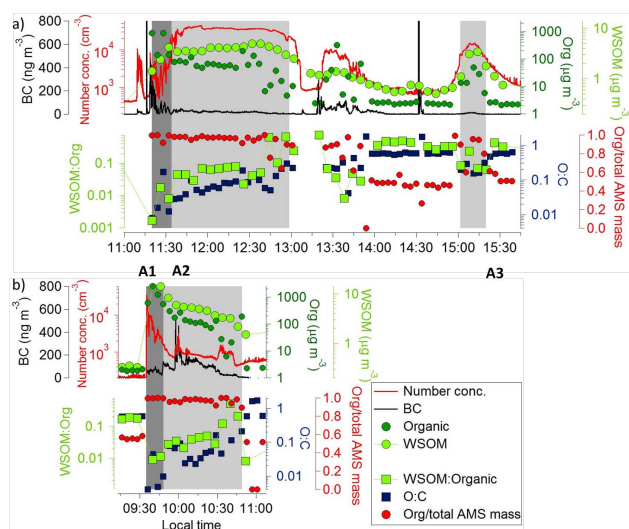 a)
BC (ng m⁻³)
800
600
400
200
0
Number conc. (cm⁻³)
10⁴
10³
Org (µg m⁻³)
1000
100
10
1
WSOM (µg m⁻³)
10
1
WSOM:Org
0.1
0.01
0.001
O:C
1
0.1
0.01
Org/total AMS mass
1.0
0.8
0.6
0.4
0.2
0.0
11:00 11:30 12:00 12:30 13:00 13:30 14:00 14:30 15:00 15:30
A1 A2 A3
b)
BC (ng m⁻³)
800
600
400
200
0
Number conc. (cm⁻³)
10⁴
10³
Org (µg m⁻³)
1000
100
10
1
WSOM (µg m⁻³)
10
1
WSOM:Org
0.1
0.01
O:C
1
0.1
0.01
Org/total AMS mass
1.0
0.8
0.6
0.4
0.2
0.0
09:30 10:00 10:30 11:00
Local time
Number conc.
BC
Organic
WSOM
WSOM:Organic
O:C
Org/total AMS mass